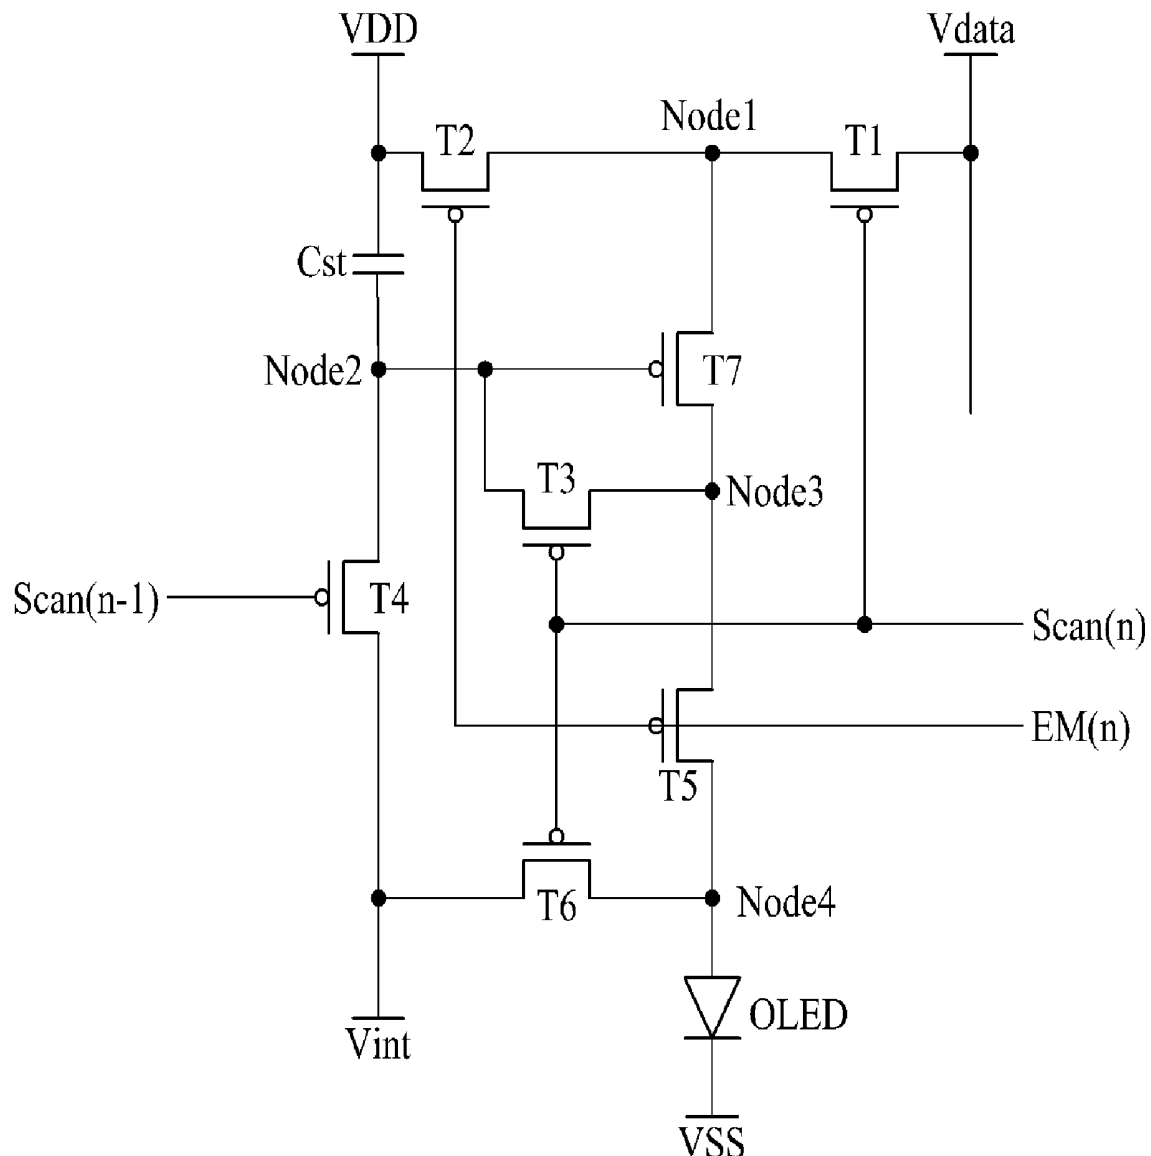 VDD
Vdata
Node1
T2
T1
Cst
Node2
T7
T3
Node3
Scan(n-1)
T4
Scan(n)
EM(n)
T5
T6
Node4
OLED
Vint
VSS